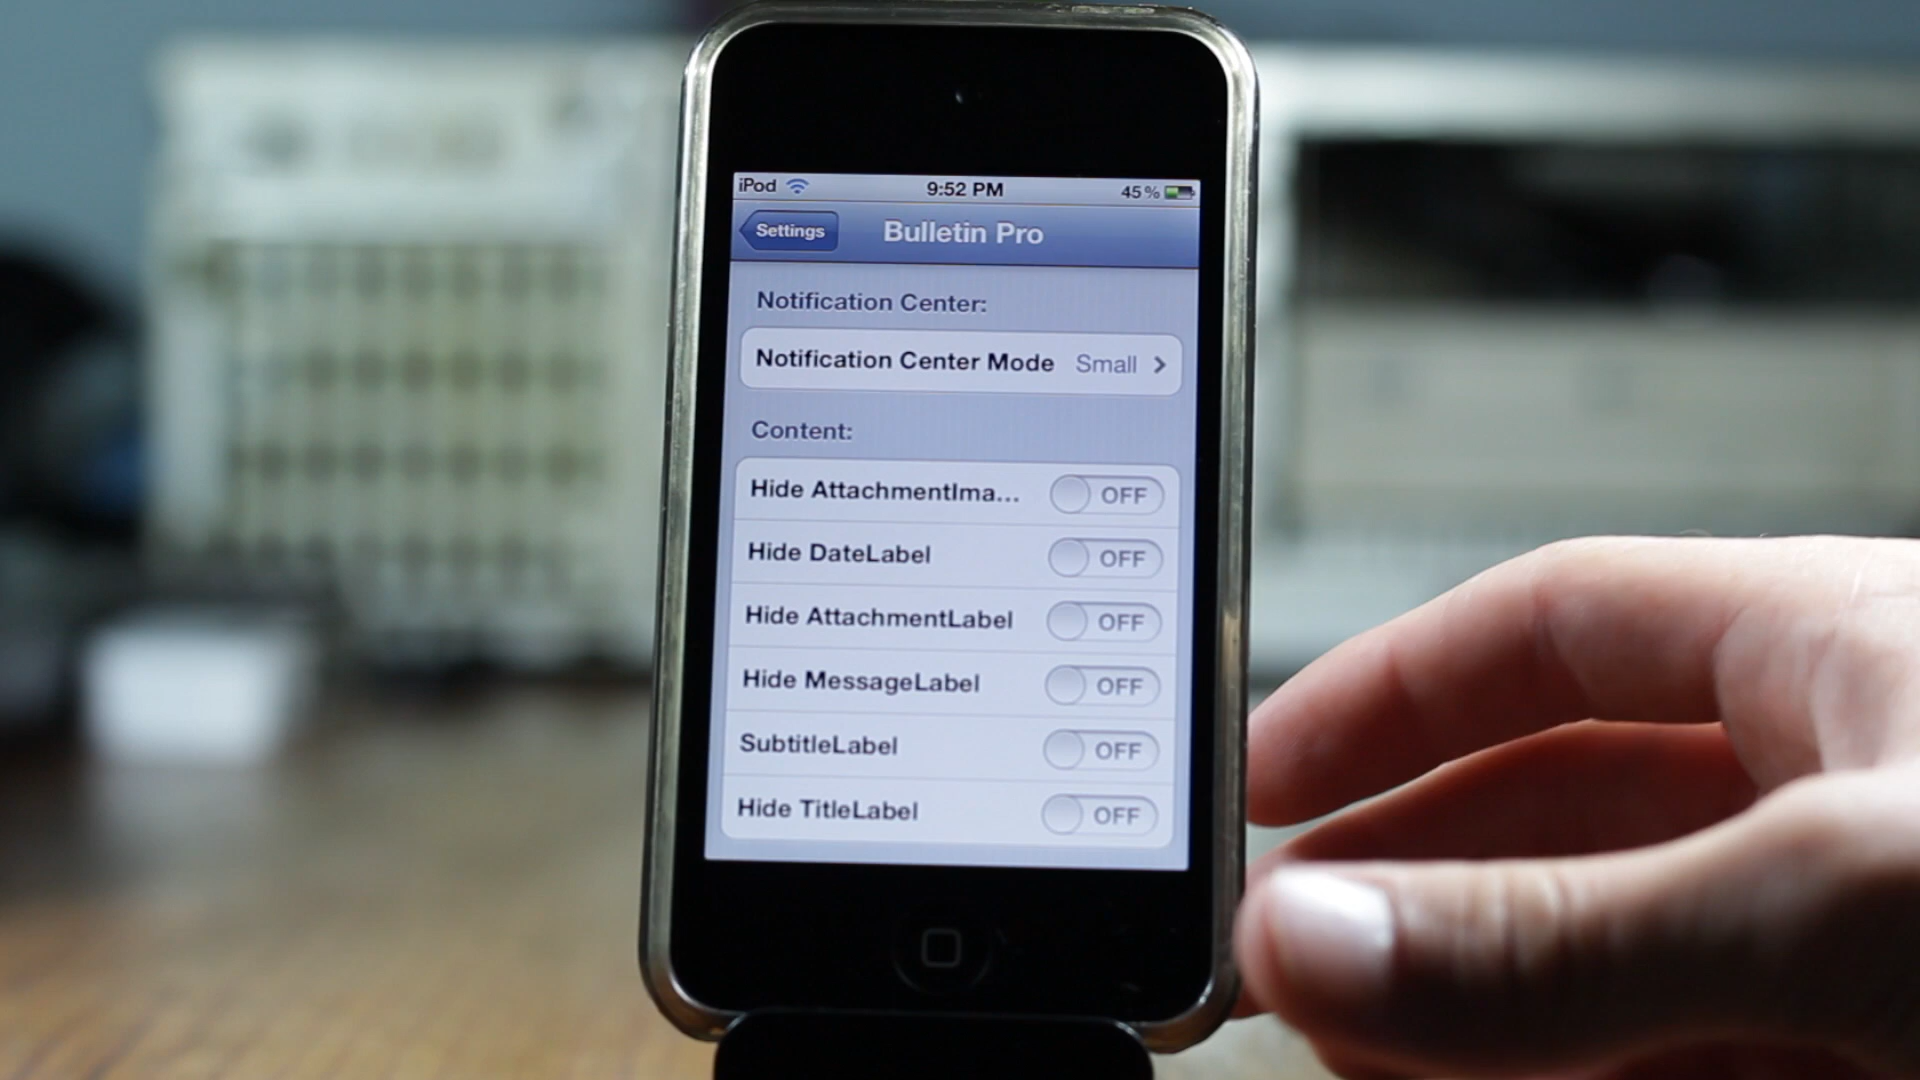 iPod 9:52 PM 45%
Settings Bulletin Pro
Notification Center:
Notification Center Mode Small
Content:
Hide AttachmentIma... OFF
Hide DateLabel OFF
Hide AttachmentLabel OFF
Hide MessageLabel OFF
SubtitleLabel OFF
Hide TitleLabel OFF